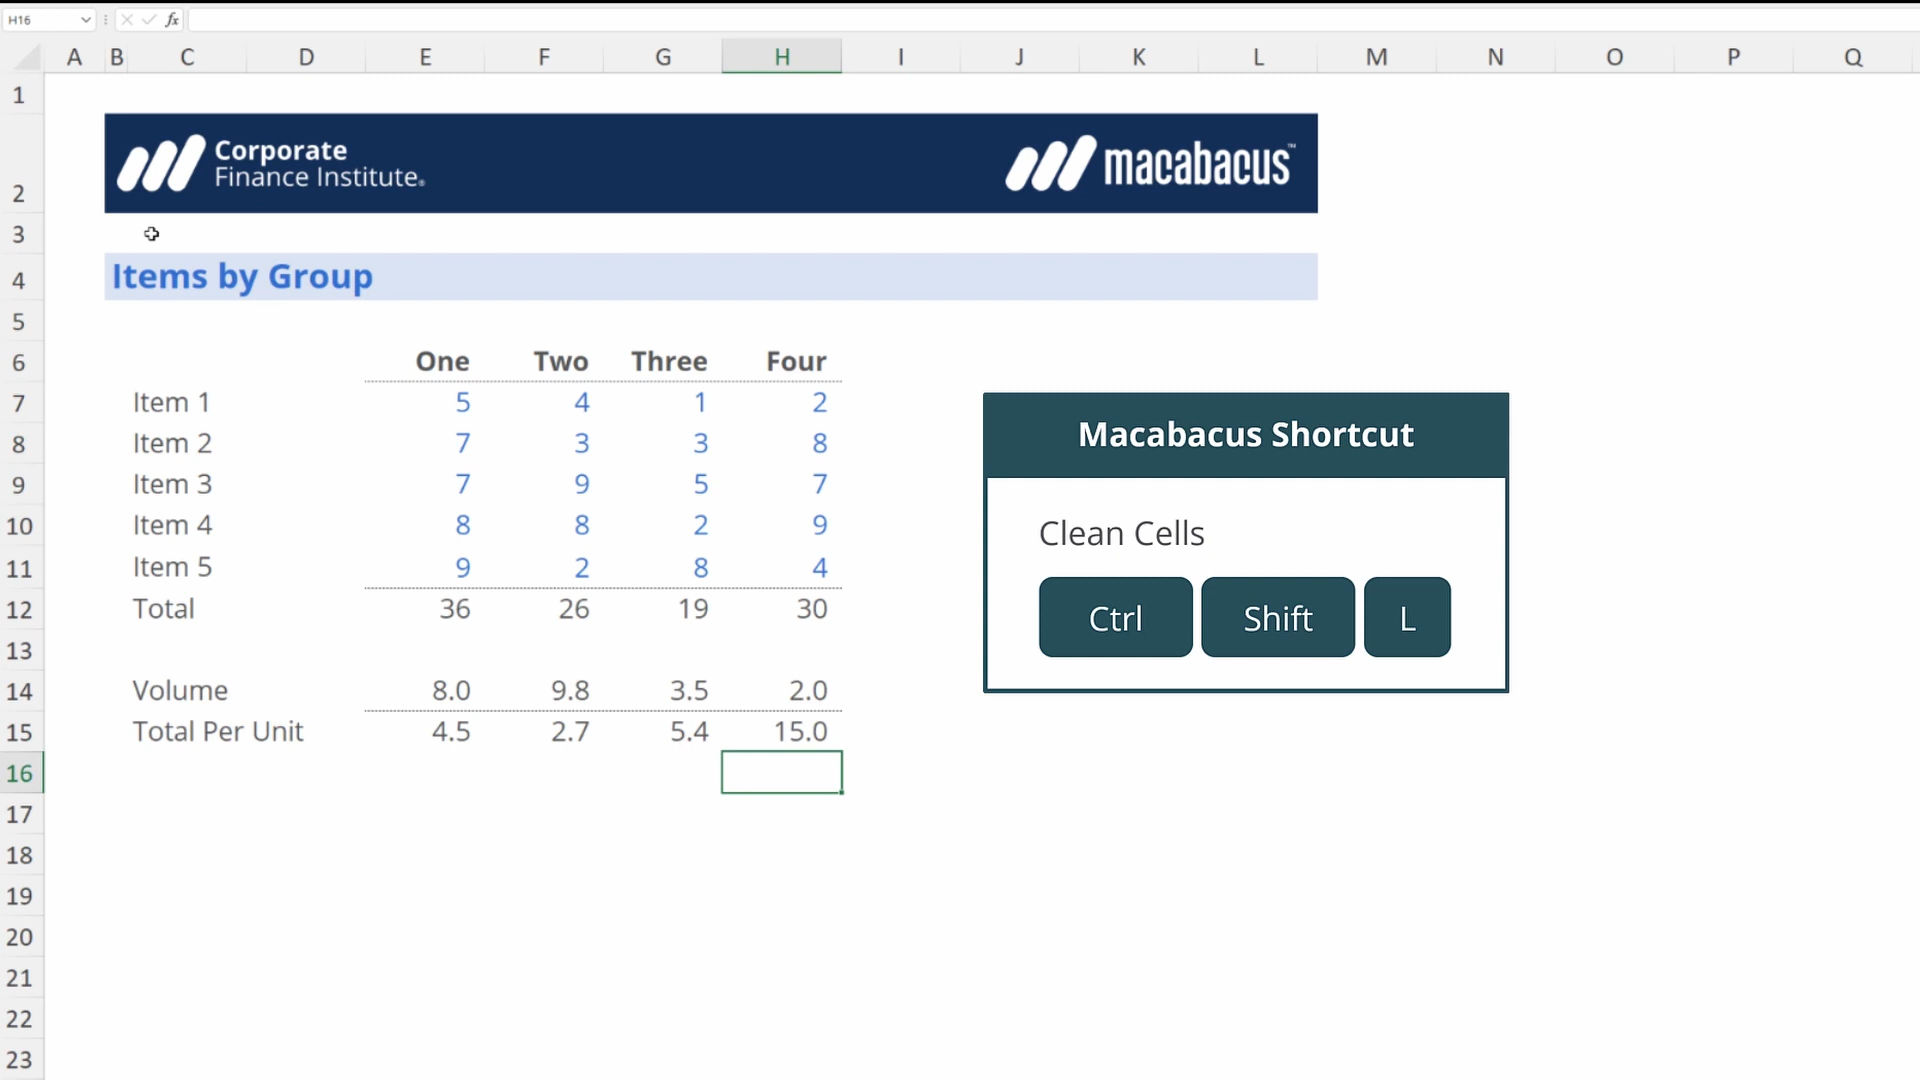 H16 fx
A B C D E F G H I J K L M N O P Q
1
Corporate
Finance Institute®
macabacus™
2
3
4 Items by Group
5
6 One Two Three Four
7 Item 1 5 4 1 2
8 Item 2 7 3 3 8
9 Item 3 7 9 5 7
10 Item 4 8 8 2 9
11 Item 5 9 2 8 4
12 Total 36 26 19 30
13
14 Volume 8.0 9.8 3.5 2.0
15 Total Per Unit 4.5 2.7 5.4 15.0
16
17
18
19
20
21
22
23
Macabacus Shortcut
Clean Cells
Ctrl Shift L